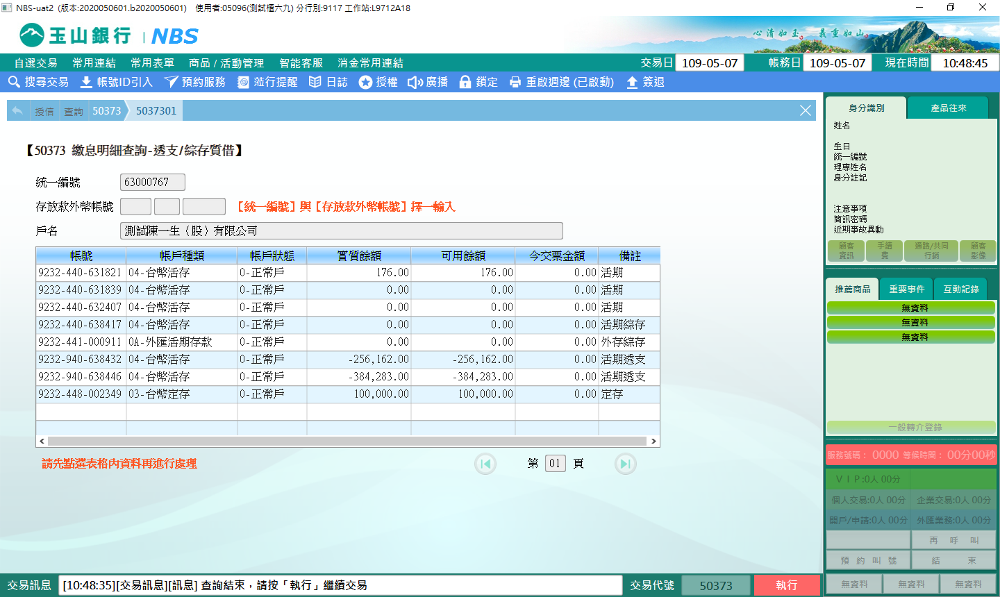 NBS-uat2 (版本:2020050601.b2020050601) 使用者:05096(測試櫃六九) 分行別:9117 工作站:L9712A18
玉山銀行 | NBS
心清如玉。 義重如山。
自選交易 常用連結 常用表單 商品 / 活動管理 智能客服 消金常用連結 交易日 109-05-07 帳務日 109-05-07 現在時間 10:48:45
搜尋交易 帳號ID引入 預約服務 蒞行提醒 日誌 授權 廣播 鎖定 重啟週邊 (已啟動) 簽退
授信 查詢 50373 5037301
【50373 繳息明細查詢-透支/綜存質借】
統一編號 63000767
存放款外幣帳號 【統一編號】與【存放款外幣帳號】擇一輸入
戶名 測試陳一生（股）有限公司
帳號 帳戶種類 帳戶狀態 實質餘額 可用餘額 今交票金額 備註
9232-440-631821 04-台幣活存 0-正常戶 176.00 176.00 0.00 活期
9232-440-631839 04-台幣活存 0-正常戶 0.00 0.00 0.00 活期
9232-440-632407 04-台幣活存 0-正常戶 0.00 0.00 0.00 活期
9232-440-638417 04-台幣活存 0-正常戶 0.00 0.00 0.00 活期綜存
9232-441-000911 0A-外匯活期存款 0-正常戶 0.00 0.00 0.00 外存綜存
9232-940-638432 04-台幣活存 0-正常戶 -256,162.00 -256,162.00 0.00 活期透支
9232-940-638446 04-台幣活存 0-正常戶 -384,283.00 -384,283.00 0.00 活期透支
9232-448-002349 03-台幣定存 0-正常戶 100,000.00 100,000.00 0.00 定存
請先點選表格內資料再進行處理 第 01 頁
交易訊息 [10:48:35][交易訊息][訊息] 查詢結束，請按「執行」繼續交易 交易代號 50373 執行
身分識別 產品往來
姓名
生日
統一編號
理專姓名
身分註記
注意事項
簡訊密碼
近期事故異動
顧客資訊 手續費 通路/共同行銷 顧客影像
推薦商品 重要事件 互動記錄
無資料
無資料
無資料
一般轉介登錄
服務號碼： 0000 等候時間： 00分00秒
ＶＩＰ:0人 00分
個人交易:0人 00分 企業交易:0人 00分
開戶/申請:0人 00分 外匯業務:0人 00分
再 呼 叫
預 約 叫 號 結 束
無資料 無資料 無資料